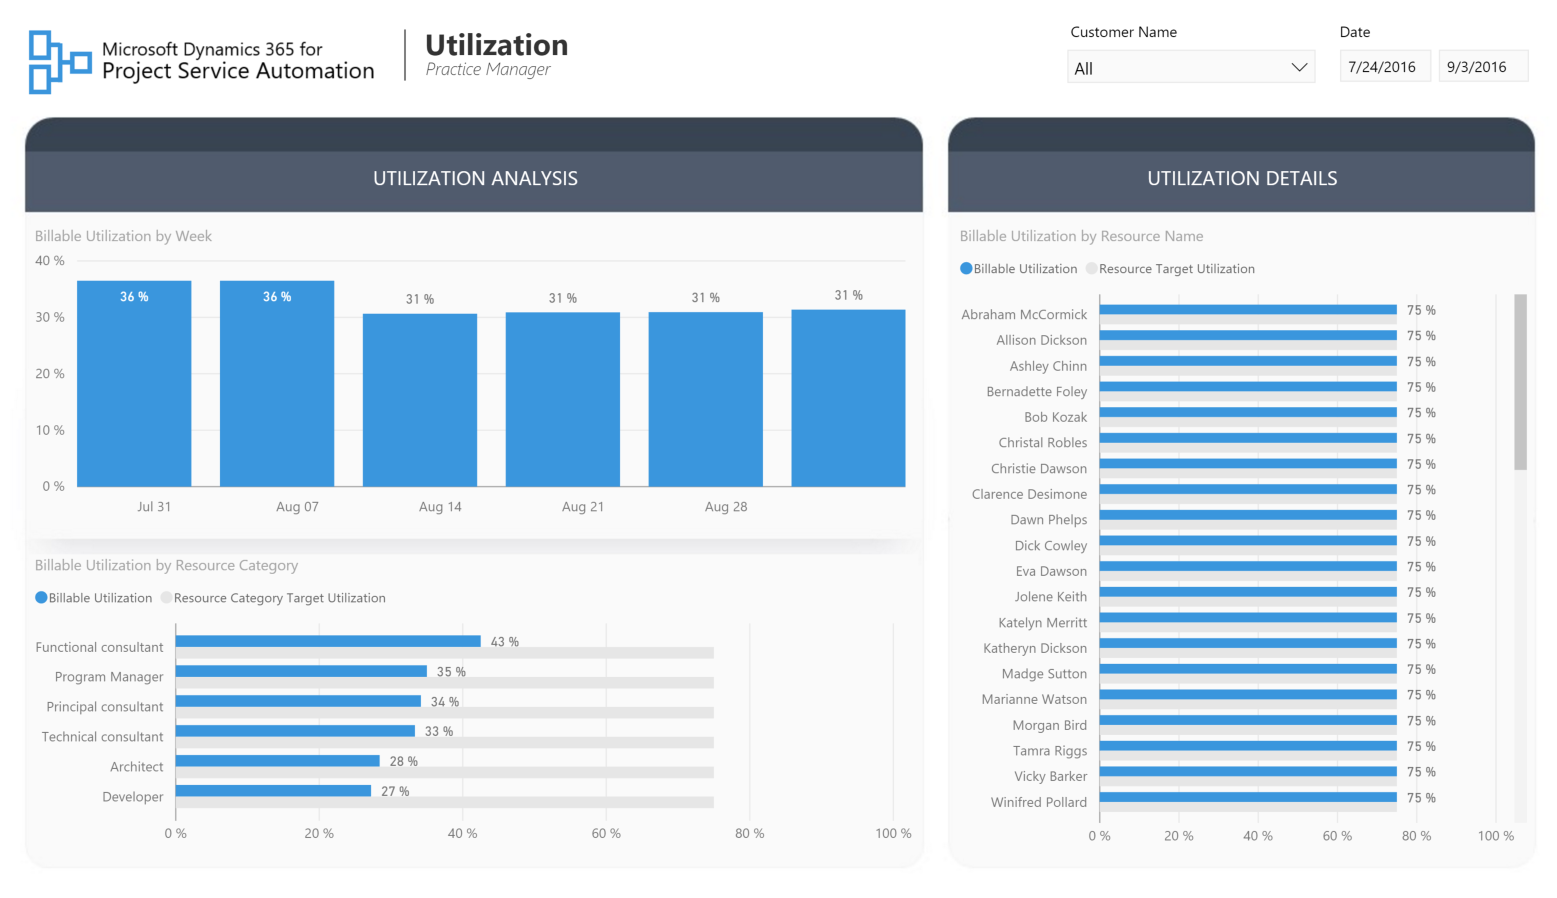 Microsoft Dynamics 365 for
Project Service Automation
Utilization
Practice Manager
Customer Name
All
Date
7/24/2016 9/3/2016
UTILIZATION ANALYSIS
Billable Utilization by Week
40 %
30 %
20 %
10 %
0 %
36 % 36 % 31 % 31 % 31 % 31 %
Jul 31 Aug 07 Aug 14 Aug 21 Aug 28
Billable Utilization by Resource Category
Billable Utilization Resource Category Target Utilization
Functional consultant 43 %
Program Manager 35 %
Principal consultant 34 %
Technical consultant 33 %
Architect 28 %
Developer 27 %
0 % 20 % 40 % 60 % 80 % 100 %
UTILIZATION DETAILS
Billable Utilization by Resource Name
Billable Utilization Resource Target Utilization
Abraham McCormick 75 %
Allison Dickson 75 %
Ashley Chinn 75 %
Bernadette Foley 75 %
Bob Kozak 75 %
Christal Robles 75 %
Christie Dawson 75 %
Clarence Desimone 75 %
Dawn Phelps 75 %
Dick Cowley 75 %
Eva Dawson 75 %
Jolene Keith 75 %
Katelyn Merritt 75 %
Katheryn Dickson 75 %
Madge Sutton 75 %
Marianne Watson 75 %
Morgan Bird 75 %
Tamra Riggs 75 %
Vicky Barker 75 %
Winifred Pollard 75 %
0 % 20 % 40 % 60 % 80 % 100 %